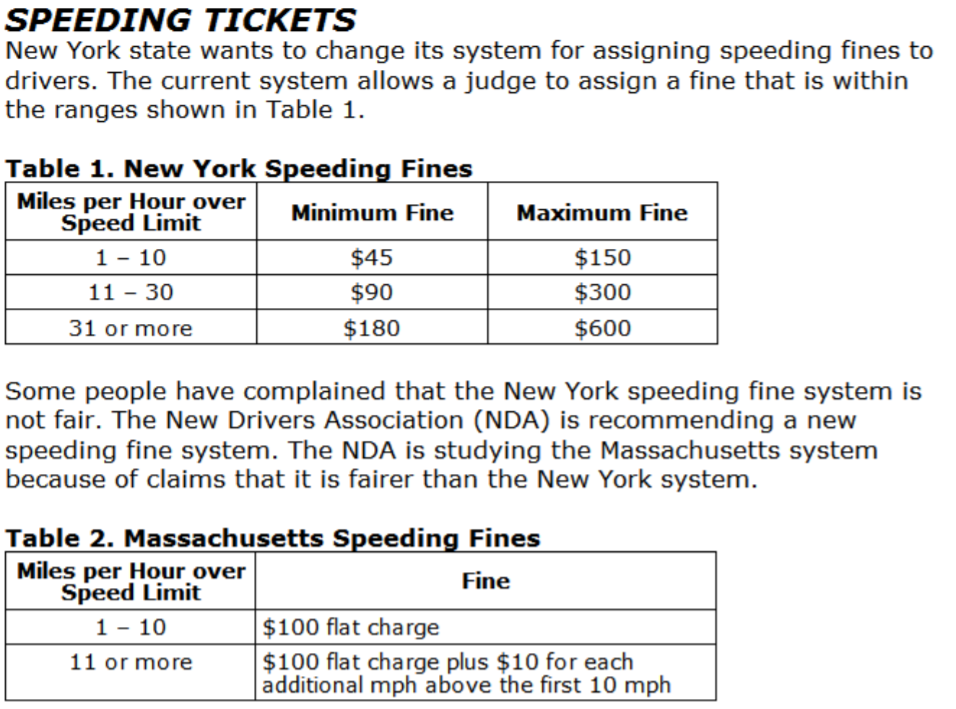 SPEEDING TICKETS
New York state wants to change its system for assigning speeding fines to
drivers. The current system allows a judge to assign a fine that is within
the ranges shown in Table 1.
Table 1. New York Speeding Fines
Miles per Hour over
Speed Limit
Minimum Fine
Maximum Fine
1 – 10
$45
$150
11 – 30
$90
$300
31 or more
$180
$600
Some people have complained that the New York speeding fine system is
not fair. The New Drivers Association (NDA) is recommending a new
speeding fine system. The NDA is studying the Massachusetts system
because of claims that it is fairer than the New York system.
Table 2. Massachusetts Speeding Fines
Miles per Hour over
Speed Limit
Fine
1 – 10
$100 flat charge
11 or more
$100 flat charge plus $10 for each
additional mph above the first 10 mph